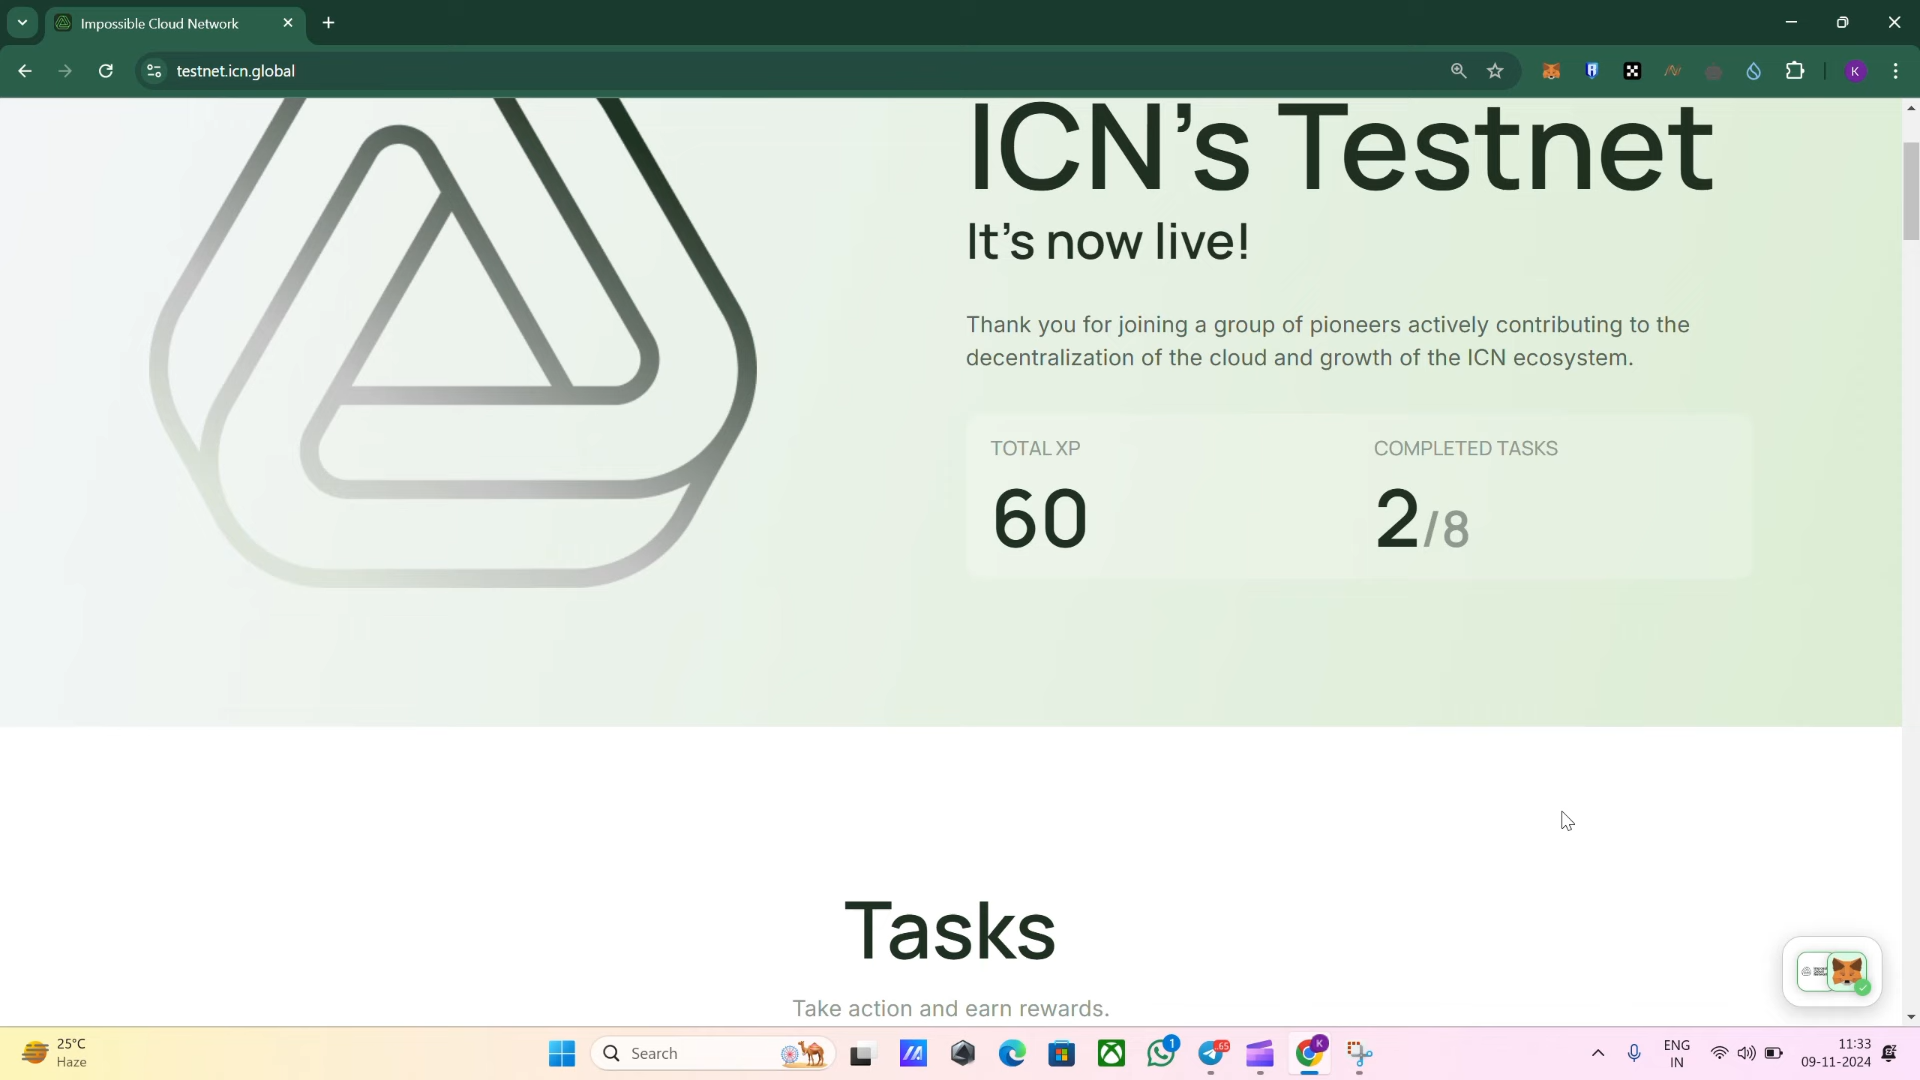 Impossible Cloud Network
testnet.icn.global
K
ICN's Testnet
It's now live!
Thank you for joining a group of pioneers actively contributing to the
decentralization of the cloud and growth of the ICN ecosystem.
TOTAL XP
COMPLETED TASKS
60
2/8
Tasks
Take action and earn rewards.
25°C
Haze
Search
1
65
K
ENG
IN
11:33
09-11-2024